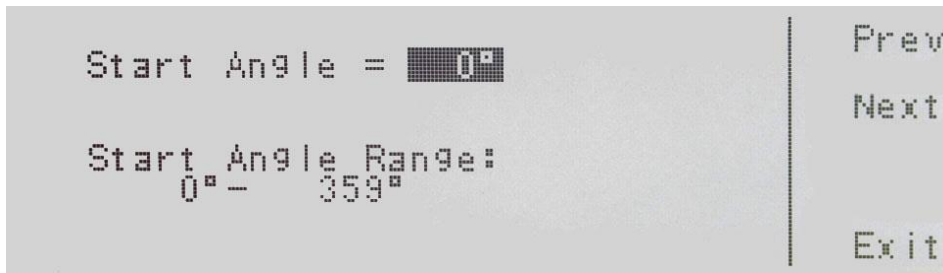 Start Angle = 0°
Start Angle Range:
0° – 359°
Prev
Next
Exit